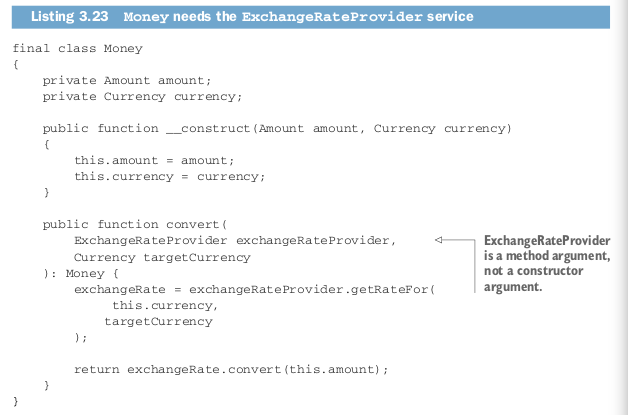 Listing 3.23 Money needs the ExchangeRateProvider service
final class Money
{
    private Amount amount;
    private Currency currency;

    public function __construct(Amount amount, Currency currency)
    {
        this.amount = amount;
        this.currency = currency;
    }

    public function convert(
        ExchangeRateProvider exchangeRateProvider,
        Currency targetCurrency
    ): Money {
        exchangeRate = exchangeRateProvider.getRateFor(
             this.currency,
            targetCurrency
        );

        return exchangeRate.convert(this.amount);
    }
}
ExchangeRateProvider
is a method argument,
not a constructor
argument.